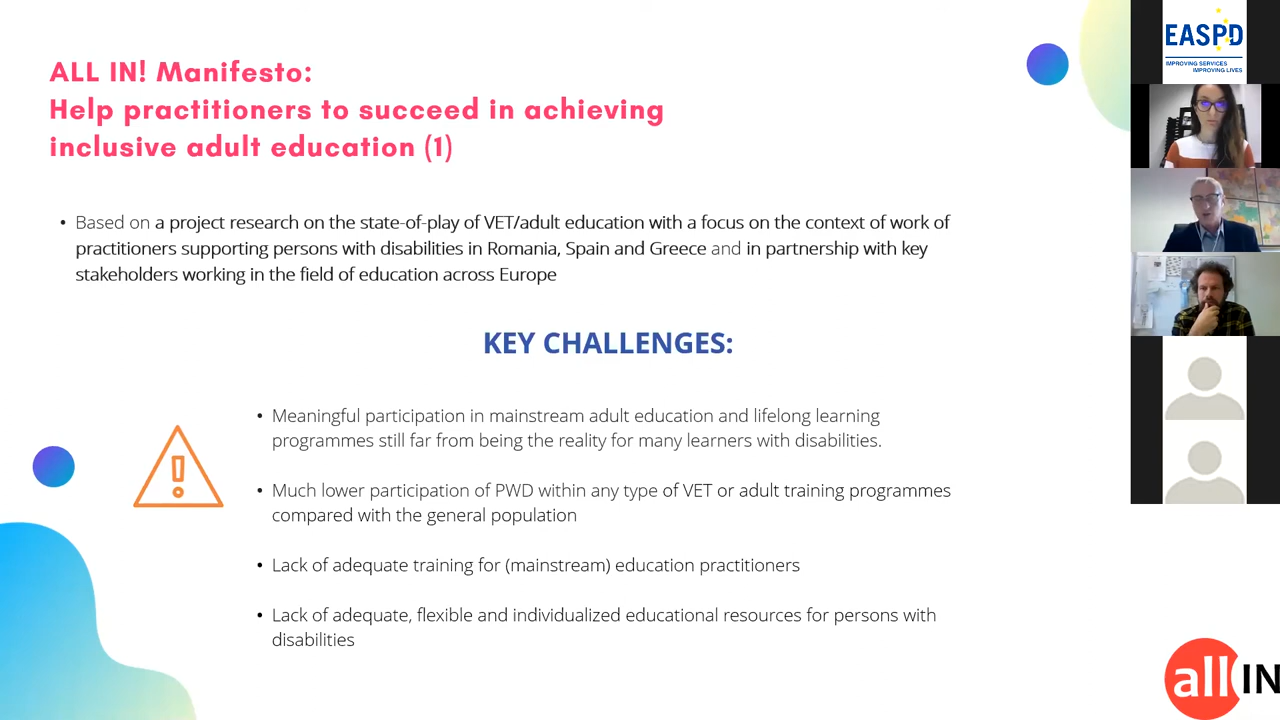 ALL IN! Manifesto:
Help practitioners to succeed in achieving
inclusive adult education (1)
• Based on a project research on the state-of-play of VET/adult education with a focus on the context of work of
practitioners supporting persons with disabilities in Romania, Spain and Greece and in partnership with key
stakeholders working in the field of education across Europe
KEY CHALLENGES:
• Meaningful participation in mainstream adult education and lifelong learning
programmes still far from being the reality for many learners with disabilities.
• Much lower participation of PWD within any type of VET or adult training programmes
compared with the general population
• Lack of adequate training for (mainstream) education practitioners
• Lack of adequate, flexible and individualized educational resources for persons with
disabilities
EASPD
IMPROVING SERVICES
IMPROVING LIVES
all IN